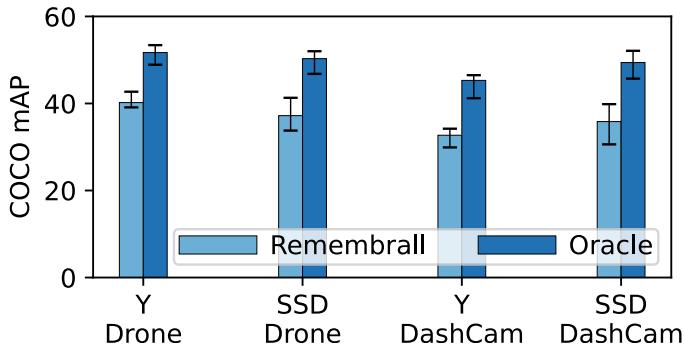 60
40
20
0
COCO mAP
Remembrall
Oracle
Y
Drone
SSD
Drone
Y
DashCam
SSD
DashCam